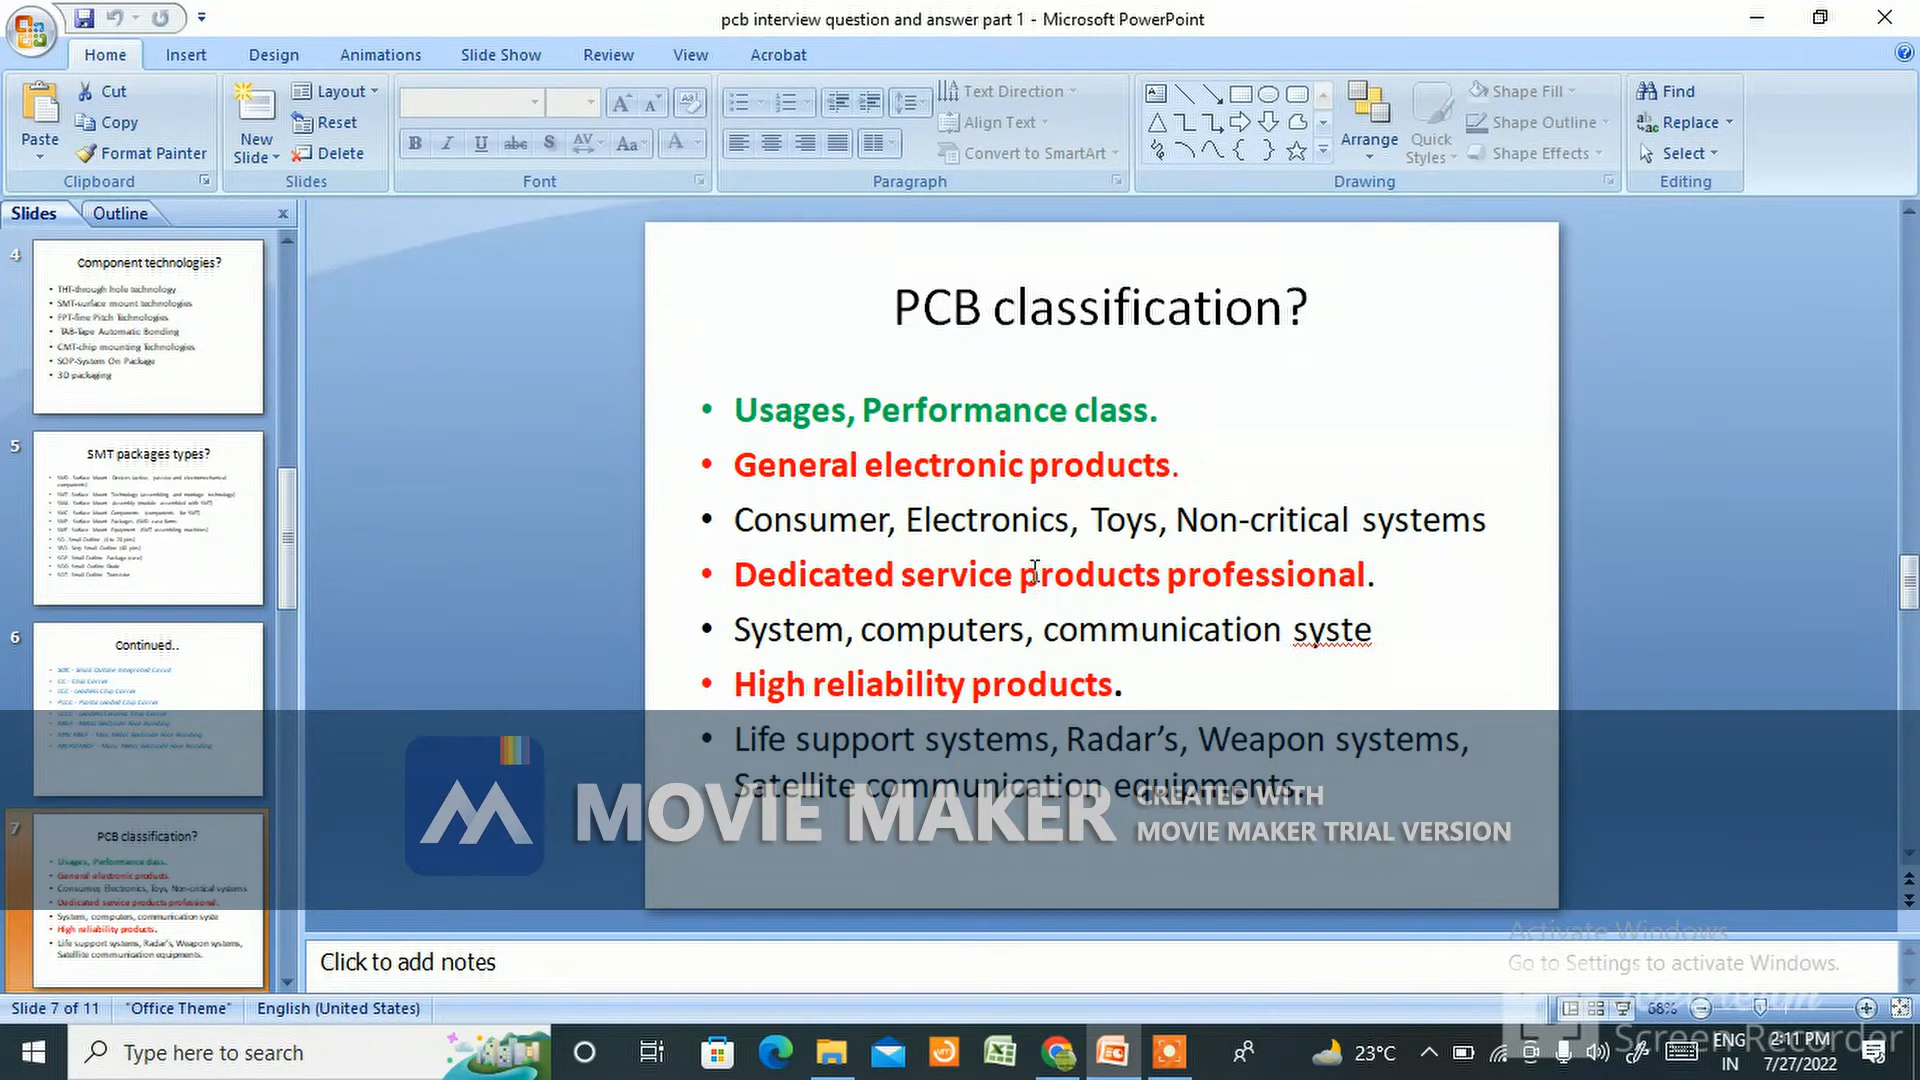 pcb interview question and answer part 1 - Microsoft PowerPoint
Home Insert Design Animations Slide Show Review View Acrobat
Paste
Cut
Copy
Format Painter
Clipboard
New Slide
Layout
Reset
Delete
Slides
Font
Text Direction
Align Text
Convert to SmartArt
Paragraph
Arrange
Quick Styles
Shape Fill
Shape Outline
Shape Effects
Drawing
Find
Replace
Select
Editing
Slides Outline
4
Component technologies?
• THT-through hole technology
• SMT-surface mount technologies
• FPT-fine Pitch Technologies
• TAB-Tape Automatic Bonding
• CMT-chip mounting Technologies
• SOP-System On Package
• 3D packaging
5
SMT packages types?
6
Continued..
7
PCB classification?
• Usages, Performance class.
• General electronic products.
• Consumer, Electronics, Toys, Non-critical systems
• Dedicated service products professional.
• System, computers, communication syste
• High reliability products.
• Life support systems, Radar's, Weapon systems,
Satellite communication equipments.
PCB classification?
• Usages, Performance class.
• General electronic products.
• Consumer, Electronics, Toys, Non-critical systems
• Dedicated service products professional.
• System, computers, communication syste
• High reliability products.
• Life support systems, Radar's, Weapon systems,
Satellite communication equipments.
MOVIE MAKER
CREATED WITH
MOVIE MAKER TRIAL VERSION
Click to add notes
Activate Windows
Go to Settings to activate Windows.
Slide 7 of 11 "Office Theme" English (United States) 68%
Screen Recorder
Type here to search
23°C
ENG
IN
2:11 PM
7/27/2022